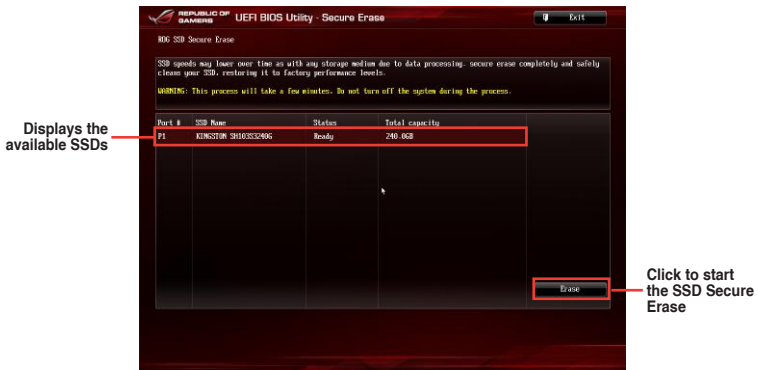 REPUBLIC OF GAMERS UEFI BIOS Utility - Secure Erase
Exit
ROG SSD Secure Erase
SSD speeds may lower over time as with any storage medium due to data processing. secure erase completely and safely
cleans your SSD, restoring it to factory performance levels.
WARNING: This process will take a few minutes. Do not turn off the system during the process.
Port # SSD Name Status Total capacity
P1 KINGSTON SH103S3240G Ready 240.0GB
Displays the
available SSDs
Erase
Click to start
the SSD Secure
Erase